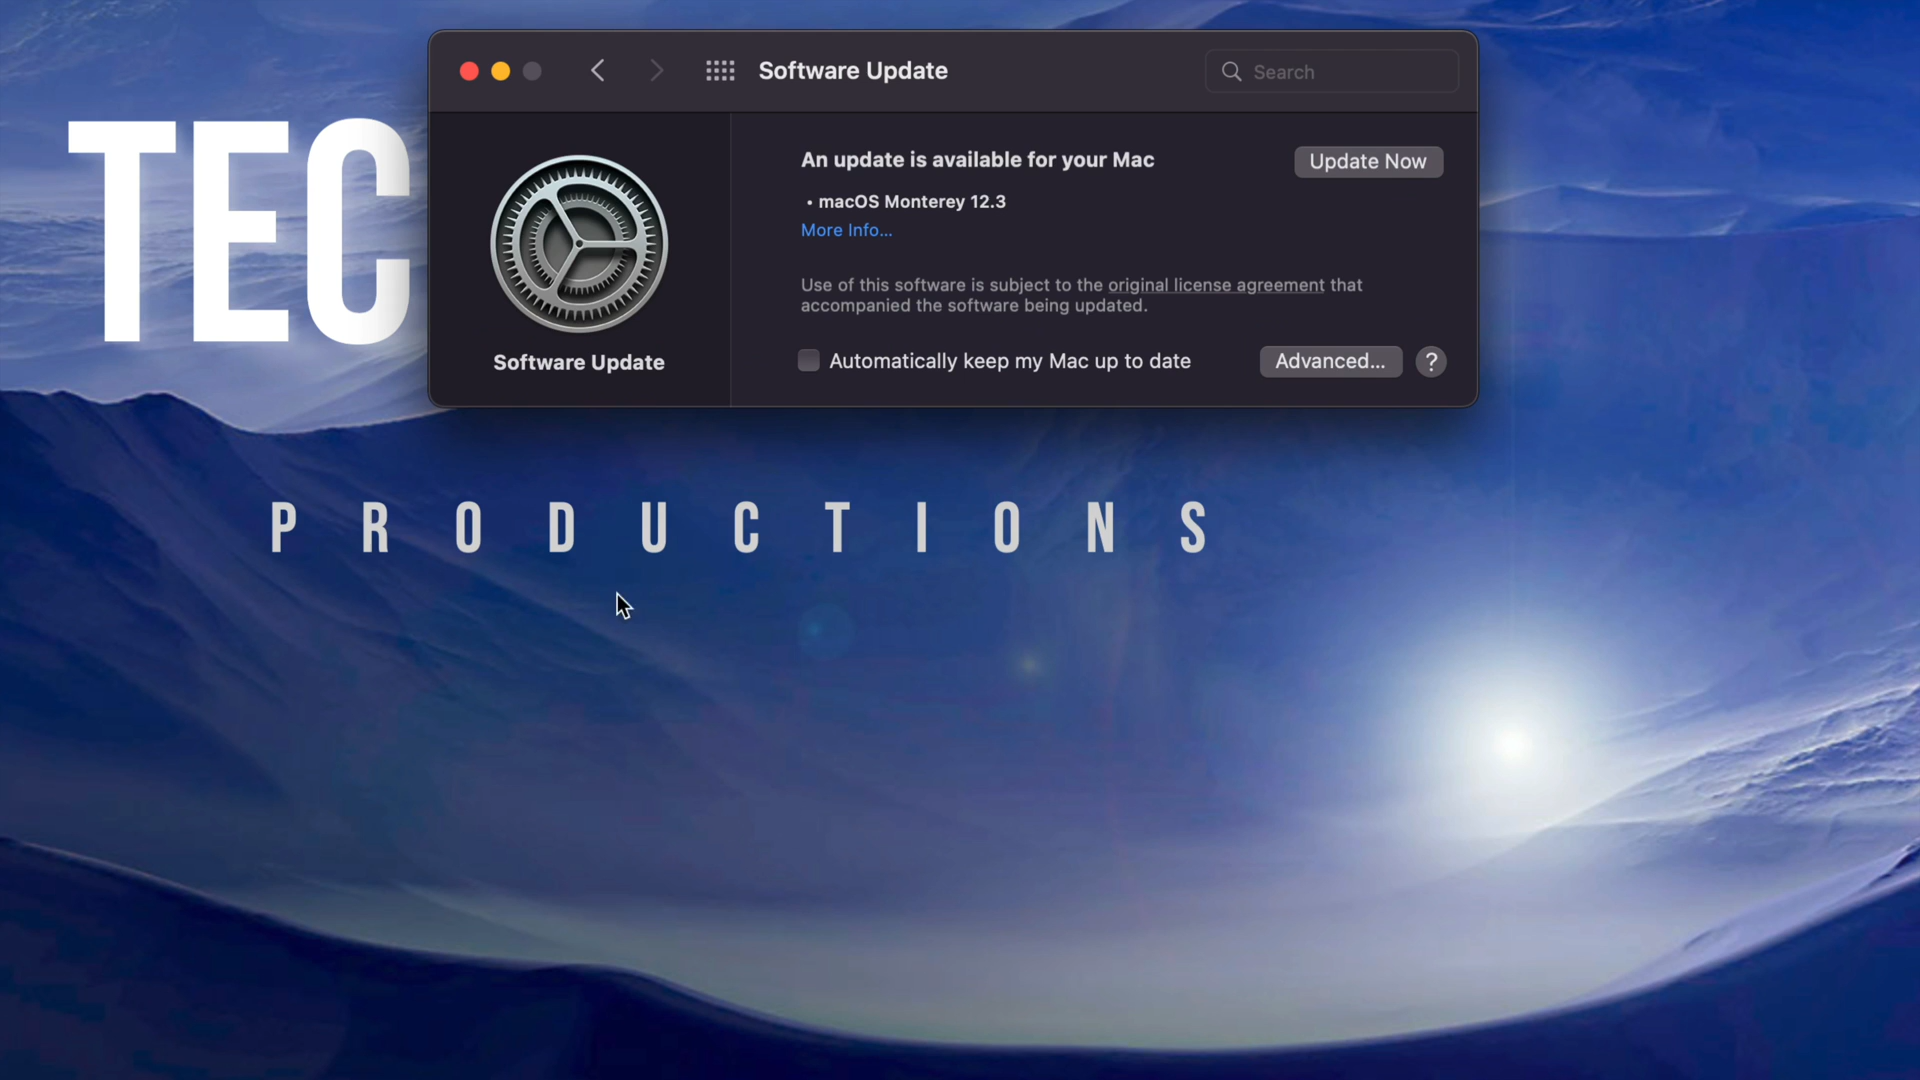 Software Update
Search
TEC
An update is available for your Mac
Update Now
• macOS Monterey 12.3
More Info...
Use of this software is subject to the original license agreement that
accompanied the software being updated.
Software Update
Automatically keep my Mac up to date
Advanced...
?
PRODUCTIONS